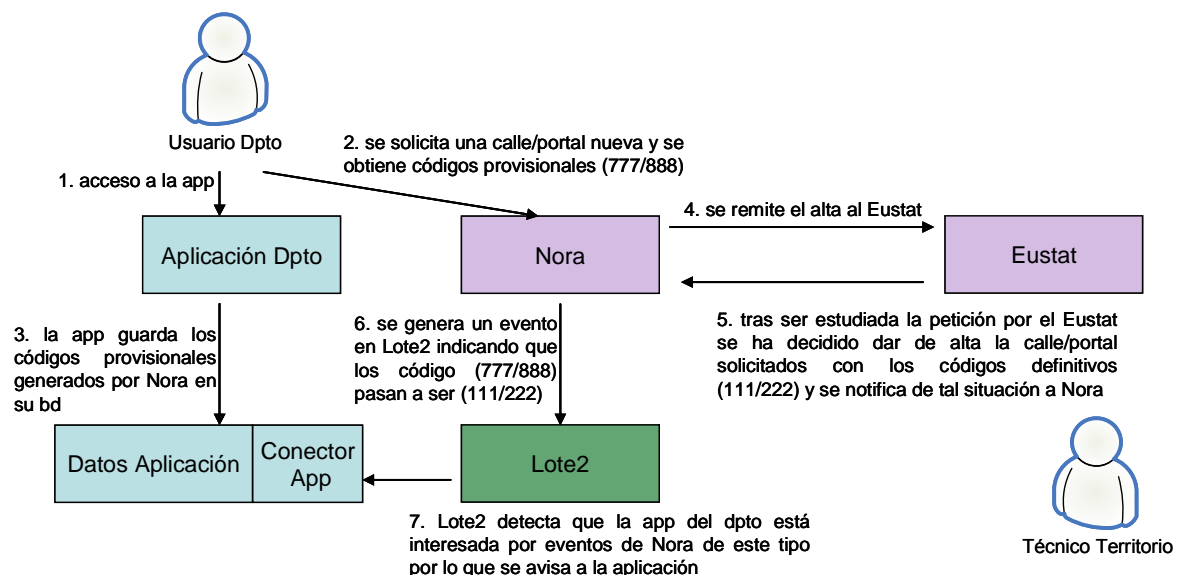 Usuario Dpto
2. se solicita una calle/portal nueva y se
obtiene códigos provisionales (777/888)
1. acceso a la app
4. se remite el alta al Eustat
Aplicación Dpto
Nora
Eustat
3. la app guarda los
códigos provisionales
generados por Nora en
su bd
6. se genera un evento
en Lote2 indicando que
los código (777/888)
pasan a ser (111/222)
5. tras ser estudiada la petición por el Eustat
se ha decidido dar de alta la calle/portal
solicitados con los códigos definitivos
(111/222) y se notifica de tal situación a Nora
Datos Aplicación
Conector
App
Lote2
7. Lote2 detecta que la app del dpto está
interesada por eventos de Nora de este tipo
por lo que se avisa a la aplicación
Técnico Territorio